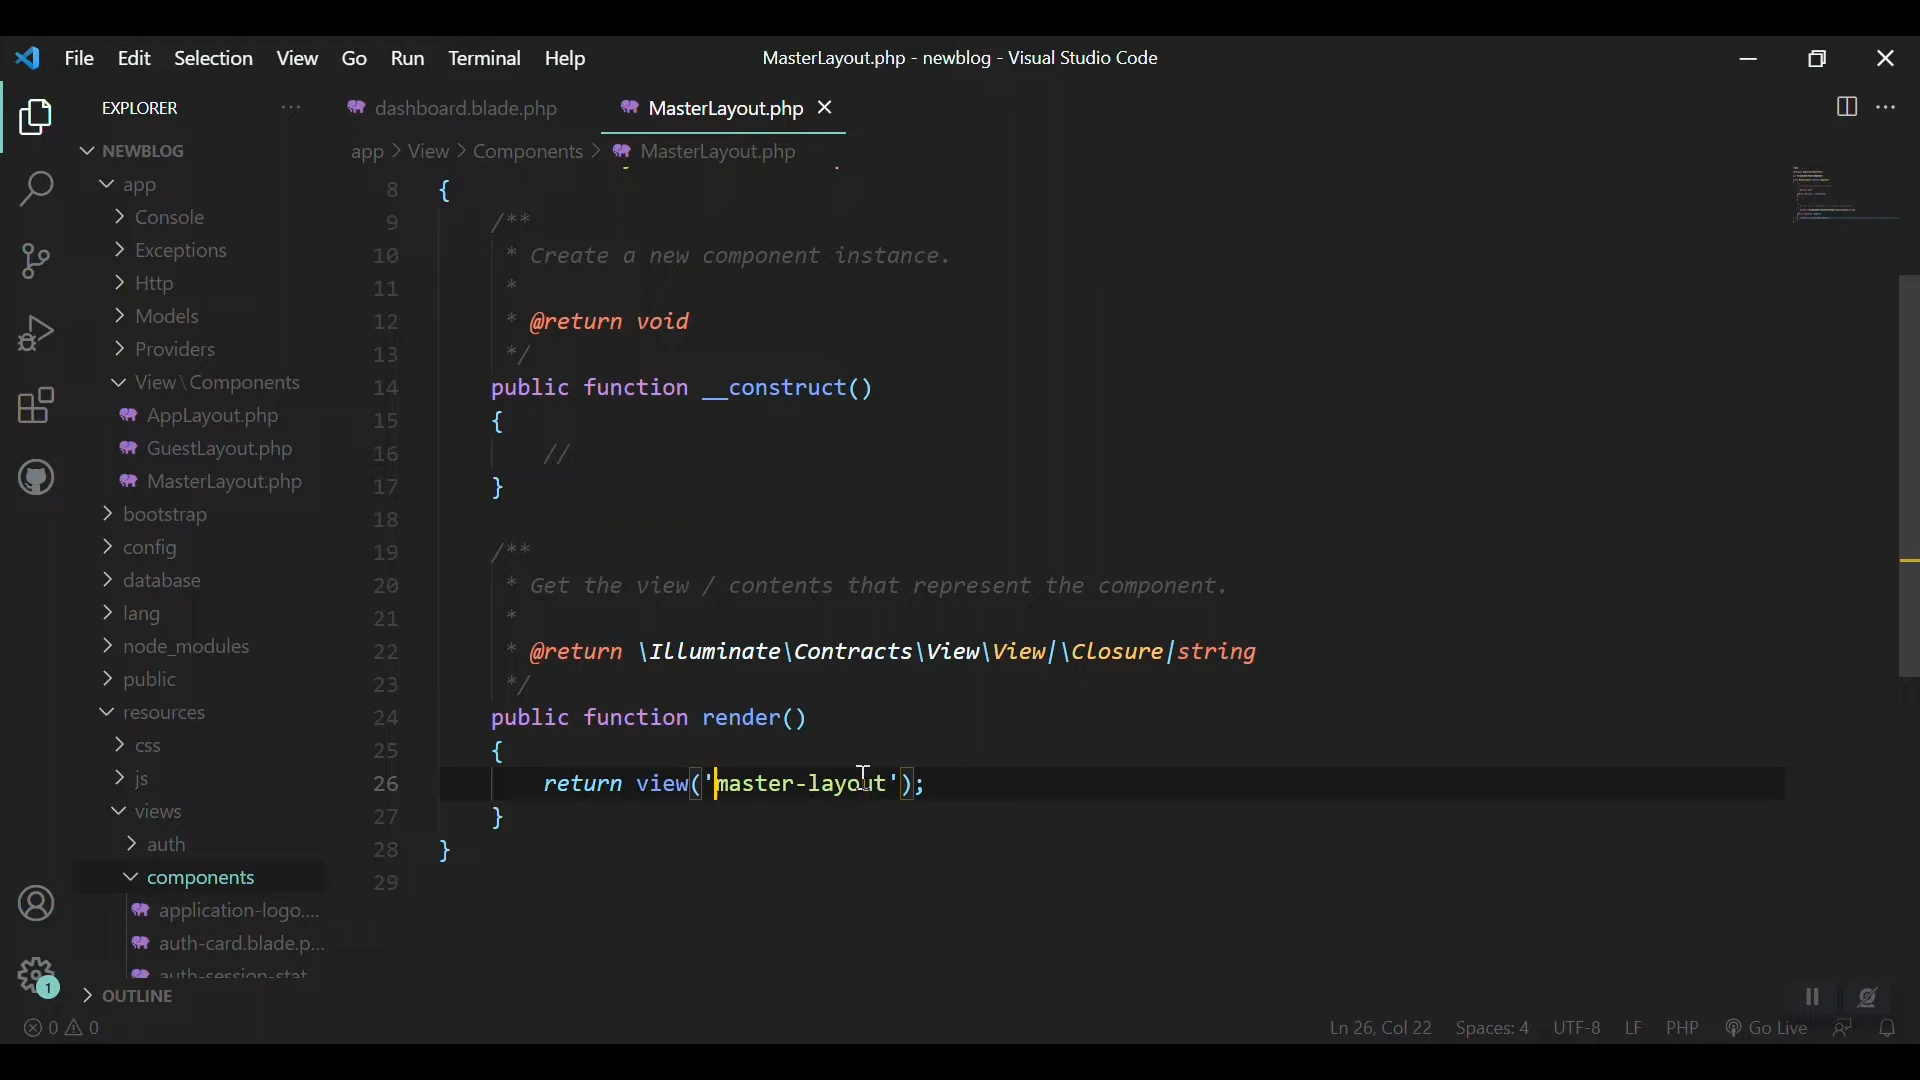 File Edit Selection View Go Run Terminal Help
MasterLayout.php - newblog - Visual Studio Code
EXPLORER
dashboard.blade.php
MasterLayout.php
NEWBLOG
app > View > Components > MasterLayout.php
app
Console
Exceptions
Http
Models
Providers
View\Components
AppLayout.php
GuestLayout.php
MasterLayout.php
bootstrap
config
database
lang
node_modules
public
resources
css
js
views
auth
components
application-logo....
auth-card.blade.p...
auth-session-stat
OUTLINE
8 {
9 /**
10 * Create a new component instance.
11 *
12 * @return void
13 */
14 public function __construct()
15 {
16 //
17 }
18
19 /**
20 * Get the view / contents that represent the component.
21 *
22 * @return \Illuminate\Contracts\View\View|\Closure|string
23 */
24 public function render()
25 {
26 return view('master-layout');
27 }
28 }
29
1
0 0
Ln 26, Col 22 Spaces: 4 UTF-8 LF PHP Go Live